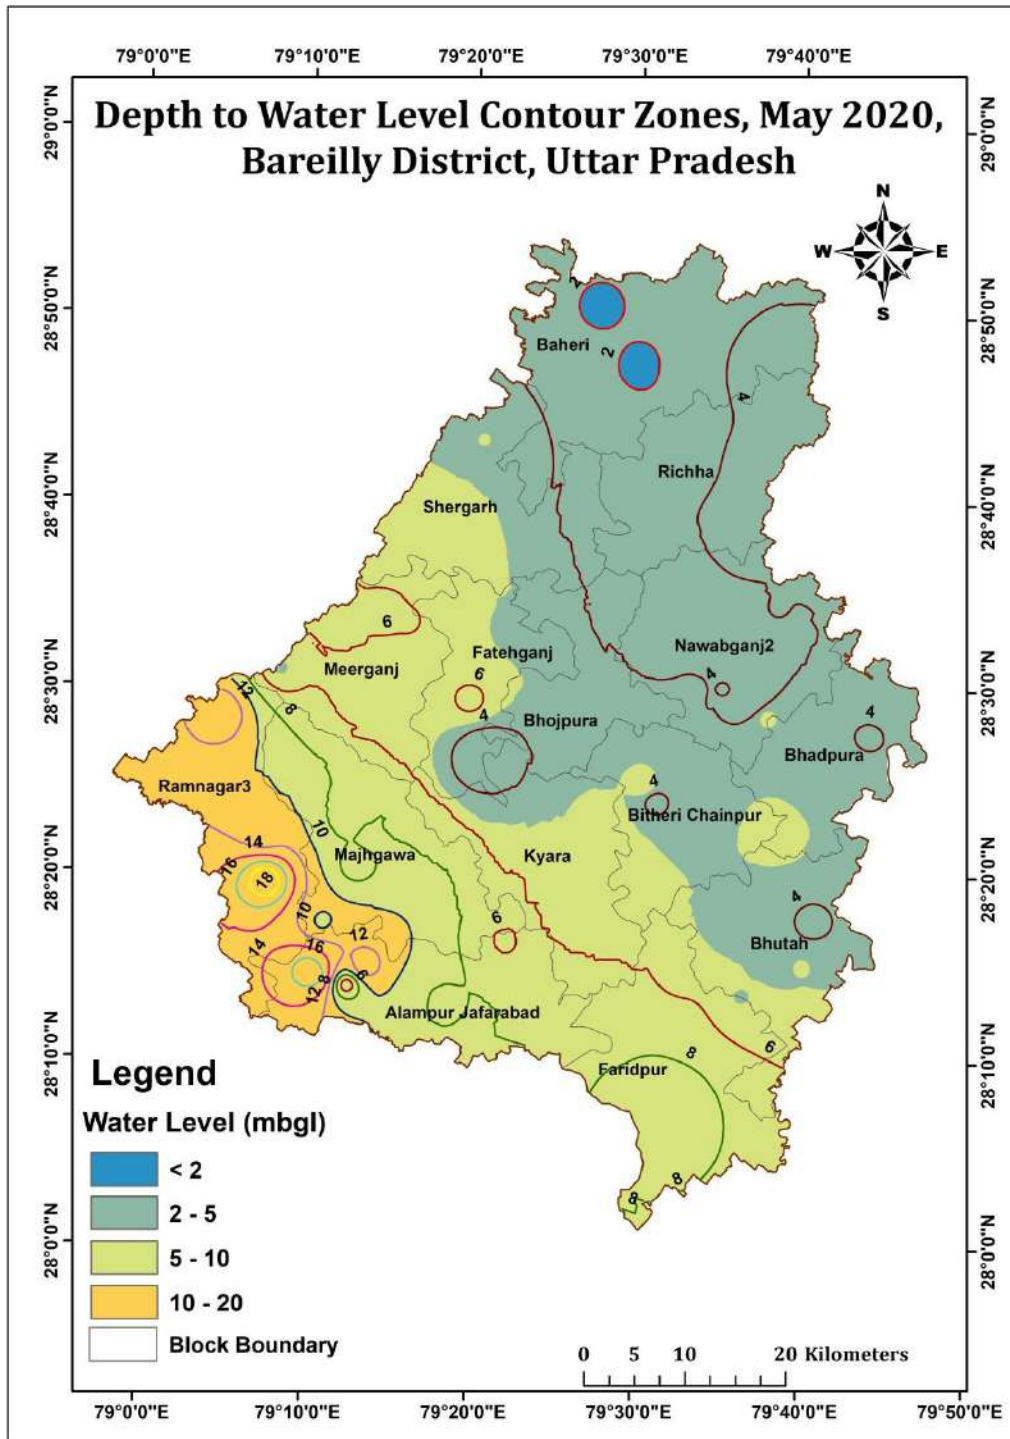 79°0'0"E 79°10'0"E 79°20'0"E 79°30'0"E 79°40'0"E
Depth to Water Level Contour Zones, May 2020,
Bareilly District, Uttar Pradesh
29°0'0"N
29°0'0"N
N
W E
S
28°50'0"N
28°50'0"N
2
Baheri
2
4
Richha
28°40'0"N
28°40'0"N
Shergarh
6
Nawabganj2
Fatehganj
Meerganj
6
4
28°30'0"N
28°30'0"N
12
8
4
Bhojpura
4
Bhadpura
Ramnagar3
4
Bitheri Chainpur
10
14
Majhgawa
Kyara
16
18
28°20'0"N
28°20'0"N
4
10
6
12
14
16
Bhutah
8
6
12
Alampur Jafarabad
6
8
28°10'0"N
28°10'0"N
Faridpur
8
8
Legend
Water Level (mbgl)
< 2
2 - 5
5 - 10
10 - 20
Block Boundary
28°0'0"N
28°0'0"N
0 5 10 20 Kilometers
79°0'0"E 79°10'0"E 79°20'0"E 79°30'0"E 79°40'0"E 79°50'0"E